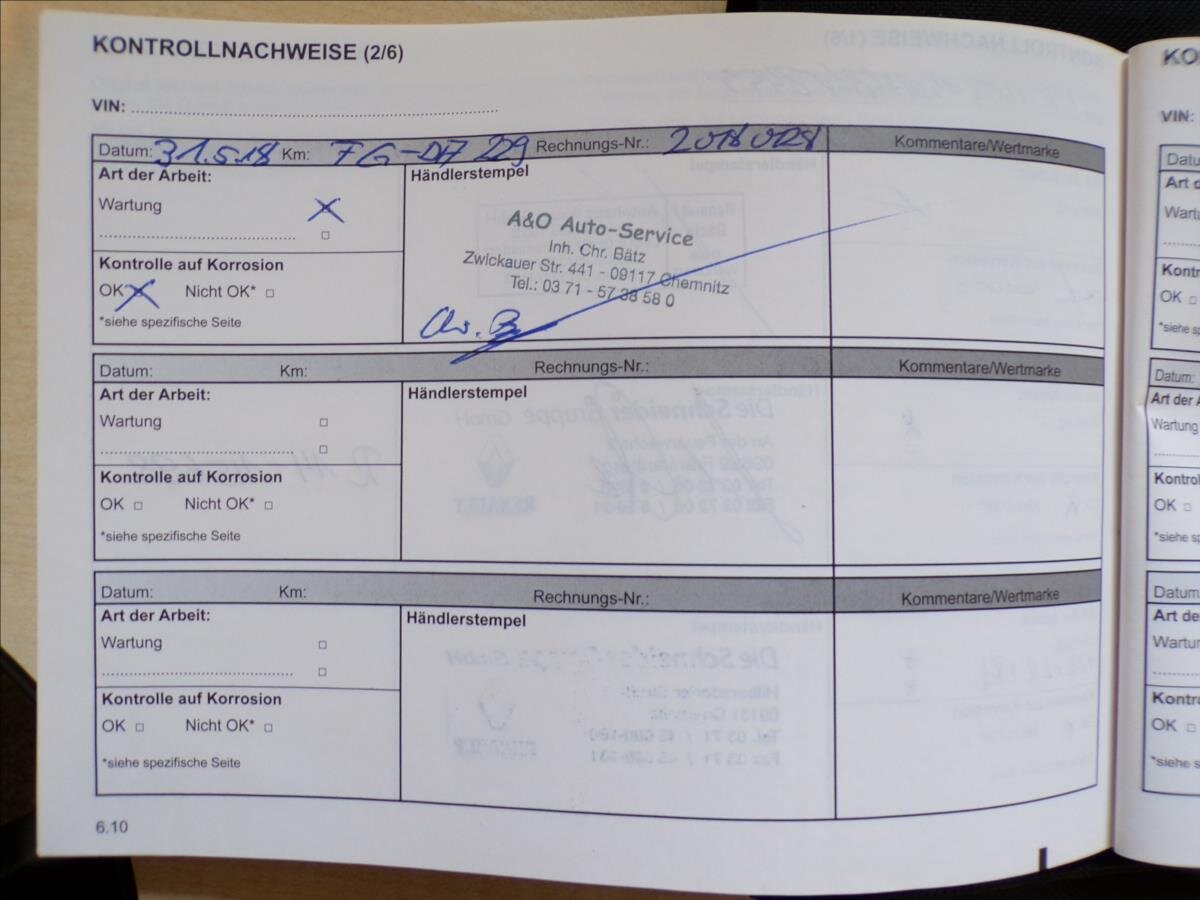 KONTROLLNACHWEISE (2/6)
VIN:
Datum: 31.5.18 Km: Rechnungs-Nr.: Kommentare/Wertmarke
Art der Arbeit:
Händlerstempel
Wartung
A&O Auto-Service
Inh. Chr. Bätz
Zwickauer Str. 441 - 09117 Chemnitz
Tel.: 03 71 - 57 38 58 0
Kontrolle auf Korrosion
OK Nicht OK*
*siehe spezifische Seite
Datum: Km: Rechnungs-Nr.: Kommentare/Wertmarke
Art der Arbeit:
Händlerstempel
Wartung
Kontrolle auf Korrosion
OK Nicht OK*
*siehe spezifische Seite
Datum: Km: Rechnungs-Nr.: Kommentare/Wertmarke
Art der Arbeit:
Händlerstempel
Wartung
Kontrolle auf Korrosion
OK Nicht OK*
*siehe spezifische Seite
6.10
VIN: